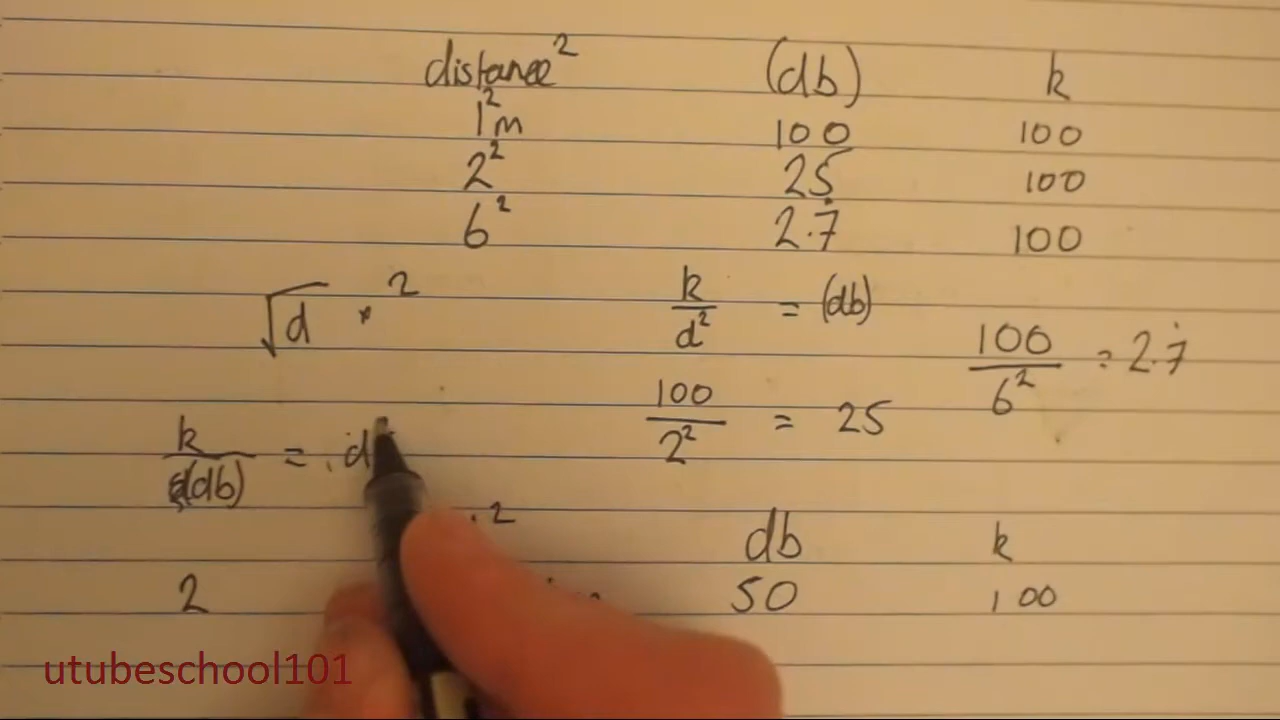 distance² (db) k
1²m 100 100
2² 25 100
6² 2.7̇ 100
√d 2 k/d² = (db)
100/6² = 2.7̇
100/2² = 25
k/(db) = d
2 db k
2 50 100
utubeschool101